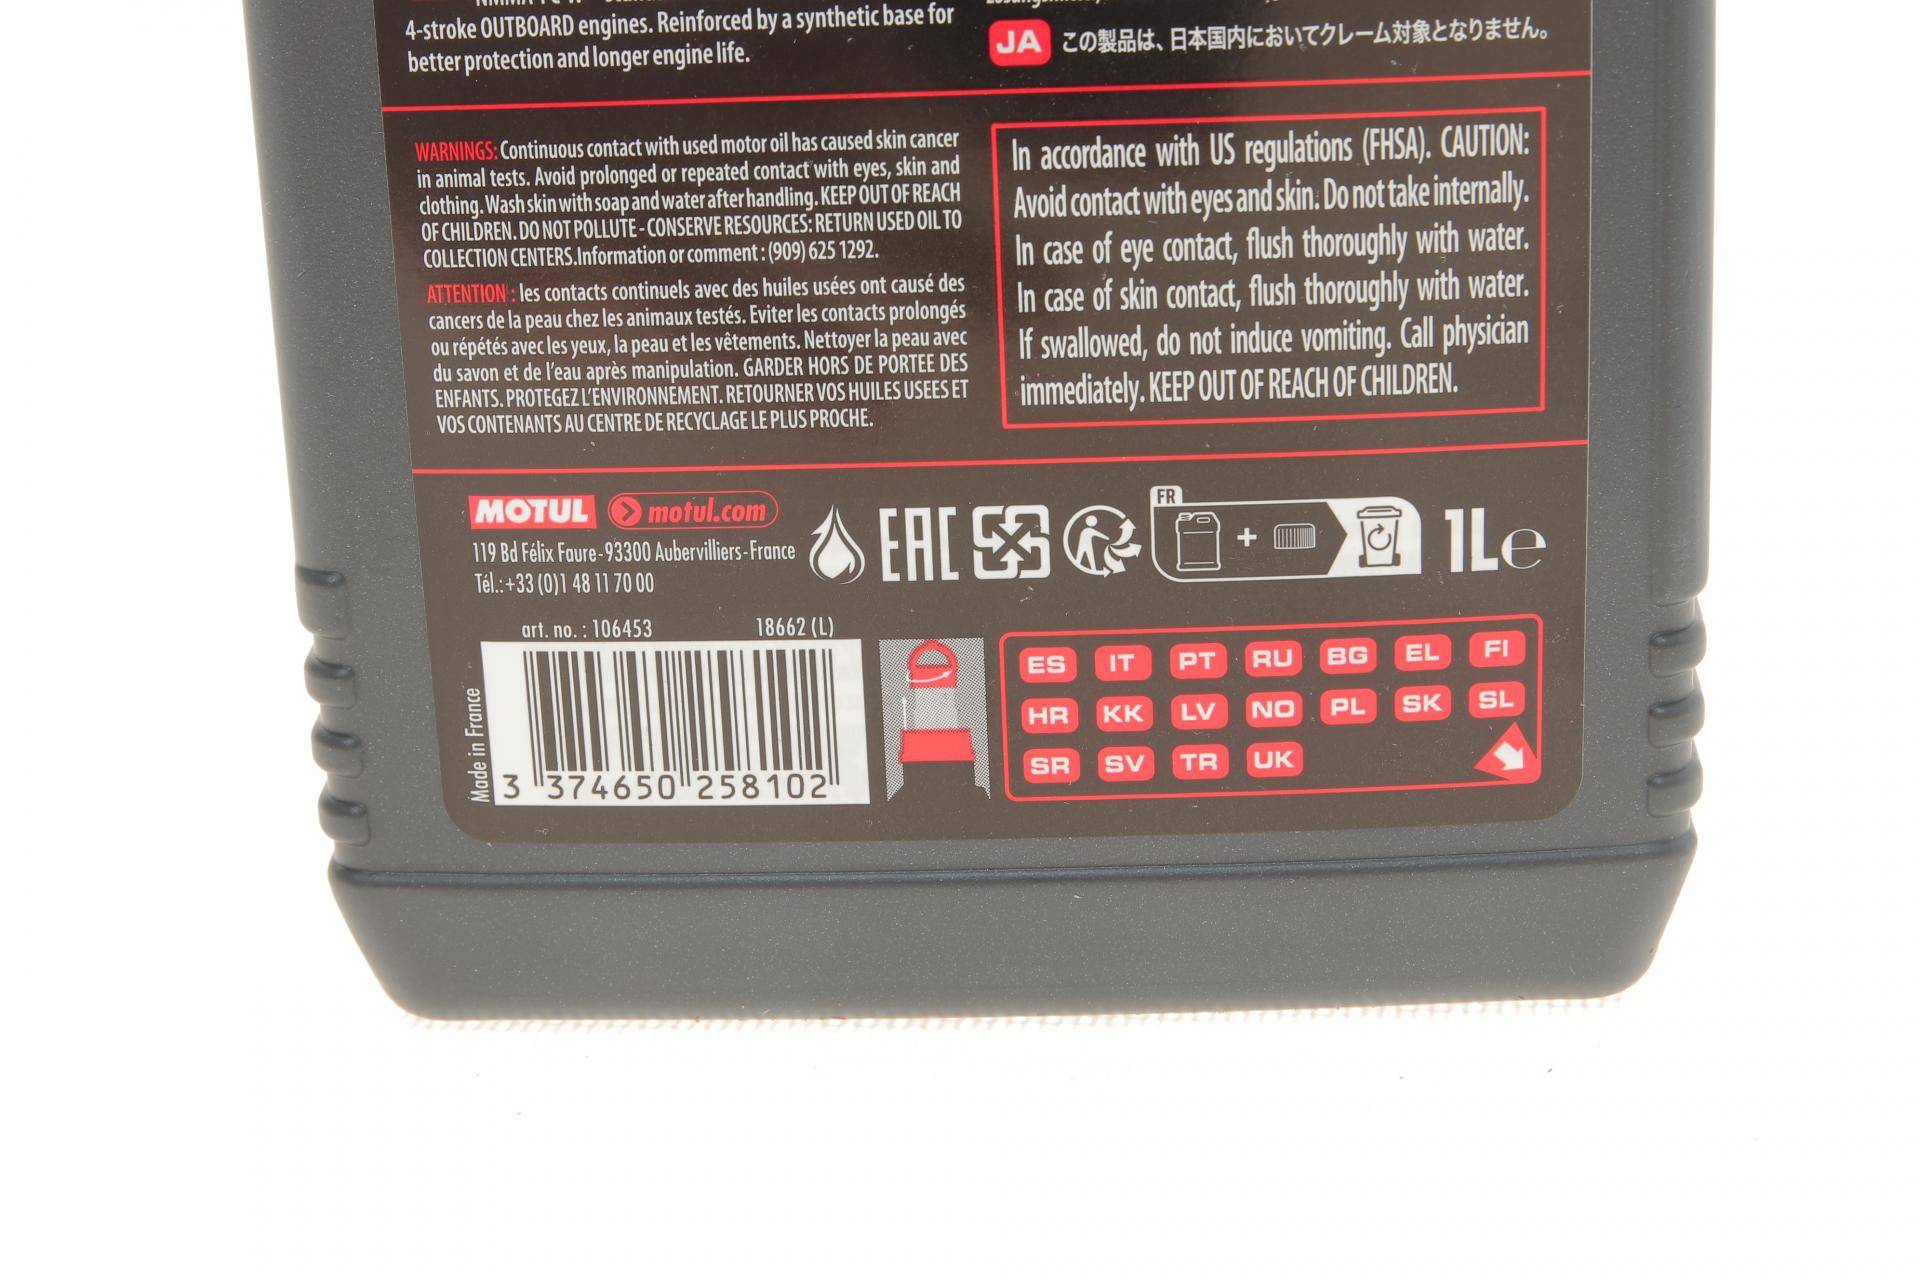 4-stroke OUTBOARD engines. Reinforced by a synthetic base for
better protection and longer engine life.
JA この製品は、日本国内においてクレーム対象となりません。
WARNINGS: Continuous contact with used motor oil has caused skin cancer
in animal tests. Avoid prolonged or repeated contact with eyes, skin and
clothing. Wash skin with soap and water after handling. KEEP OUT OF REACH
OF CHILDREN. DO NOT POLLUTE - CONSERVE RESOURCES: RETURN USED OIL TO
COLLECTION CENTERS.Information or comment : (909) 625 1292.
ATTENTION : les contacts continuels avec des huiles usées ont causé des
cancers de la peau chez les animaux testés. Eviter les contacts prolongés
ou répétés avec les yeux, la peau et les vêtements. Nettoyer la peau avec
du savon et de l'eau après manipulation. GARDER HORS DE PORTEE DES
ENFANTS. PROTEGEZ L'ENVIRONNEMENT. RETOURNER VOS HUILES USEES ET
VOS CONTENANTS AU CENTRE DE RECYCLAGE LE PLUS PROCHE.
In accordance with US regulations (FHSA). CAUTION:
Avoid contact with eyes and skin. Do not take internally.
In case of eye contact, flush thoroughly with water.
In case of skin contact, flush thoroughly with water.
If swallowed, do not induce vomiting. Call physician
immediately. KEEP OUT OF REACH OF CHILDREN.
MOTUL motul.com
119 Bd Félix Faure-93300 Aubervilliers-France
Tél.:+33 (0)1 48 11 70 00
EAC
FR
+
1L e
art. no. : 106453 18662 (L)
Made in France
3 374650 258102
ES IT PT RU BG EL FI
HR KK LV NO PL SK SL
SR SV TR UK